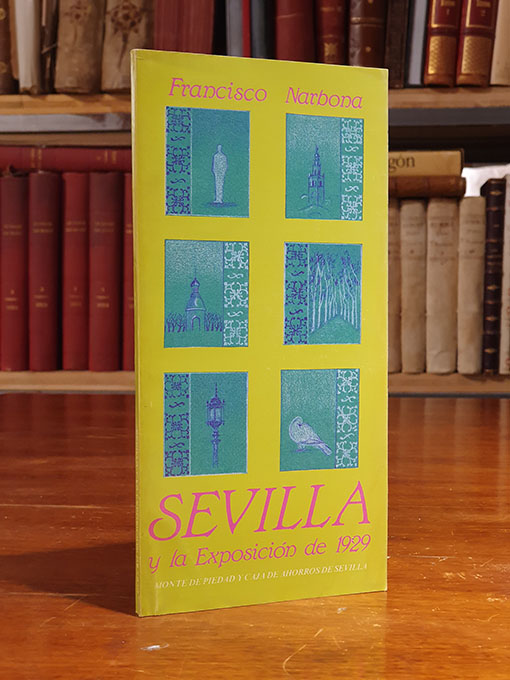 Francisco Narbona
SEVILLA
y la Exposición de 1929
MONTE DE PIEDAD Y CAJA DE AHORROS DE SEVILLA